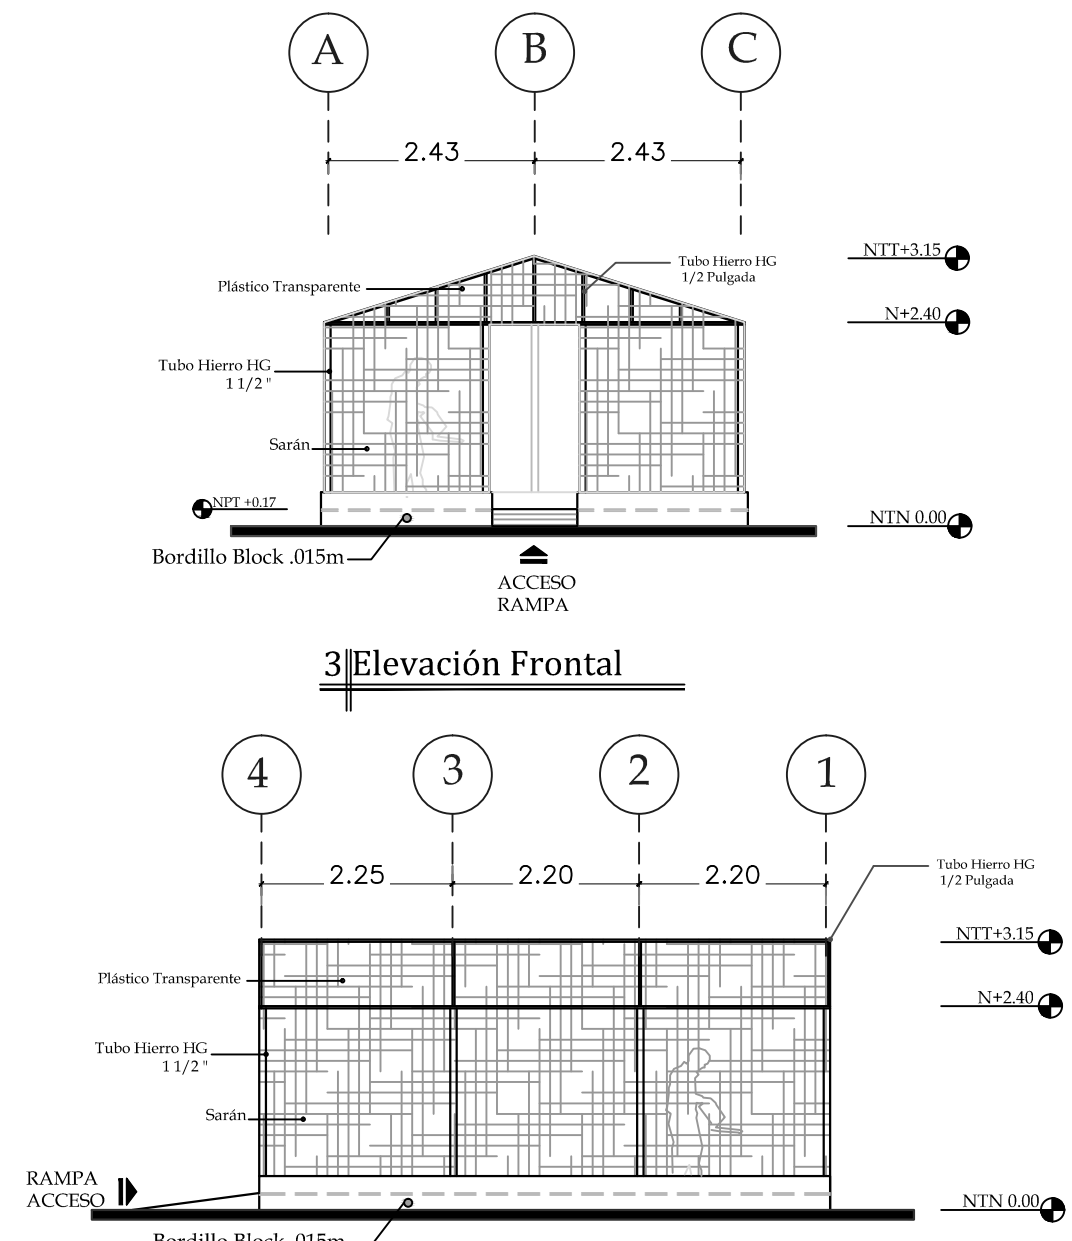 A
B
C
2.43
2.43
NTT+3.15
Tubo Hierro HG
1/2 Pulgada
Plástico Transparente
N+2.40
Tubo Hierro HG
1 1/2 "
Sarán
NPT +0.17
NTN 0.00
Bordillo Block .015m
ACCESO
RAMPA
3 Elevación Frontal
4
3
2
1
2.25
2.20
2.20
Tubo Hierro HG
1/2 Pulgada
NTT+3.15
Plástico Transparente
N+2.40
Tubo Hierro HG
1 1/2 "
Sarán
RAMPA
ACCESO
NTN 0.00
Bordillo Block .015m